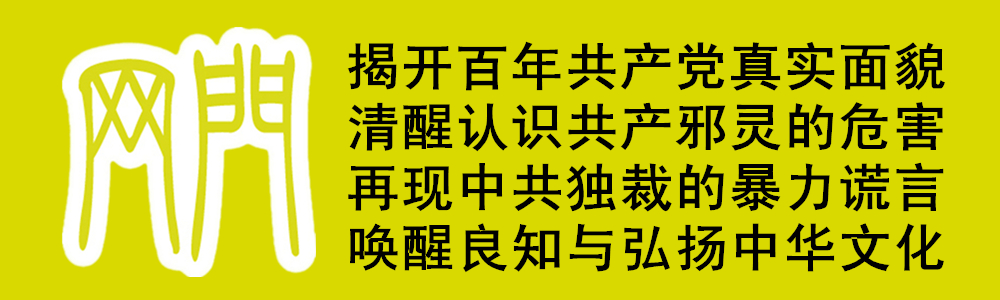 网門
揭开百年共产党真实面貌
清醒认识共产邪灵的危害
再现中共独裁的暴力谎言
唤醒良知与弘扬中华文化